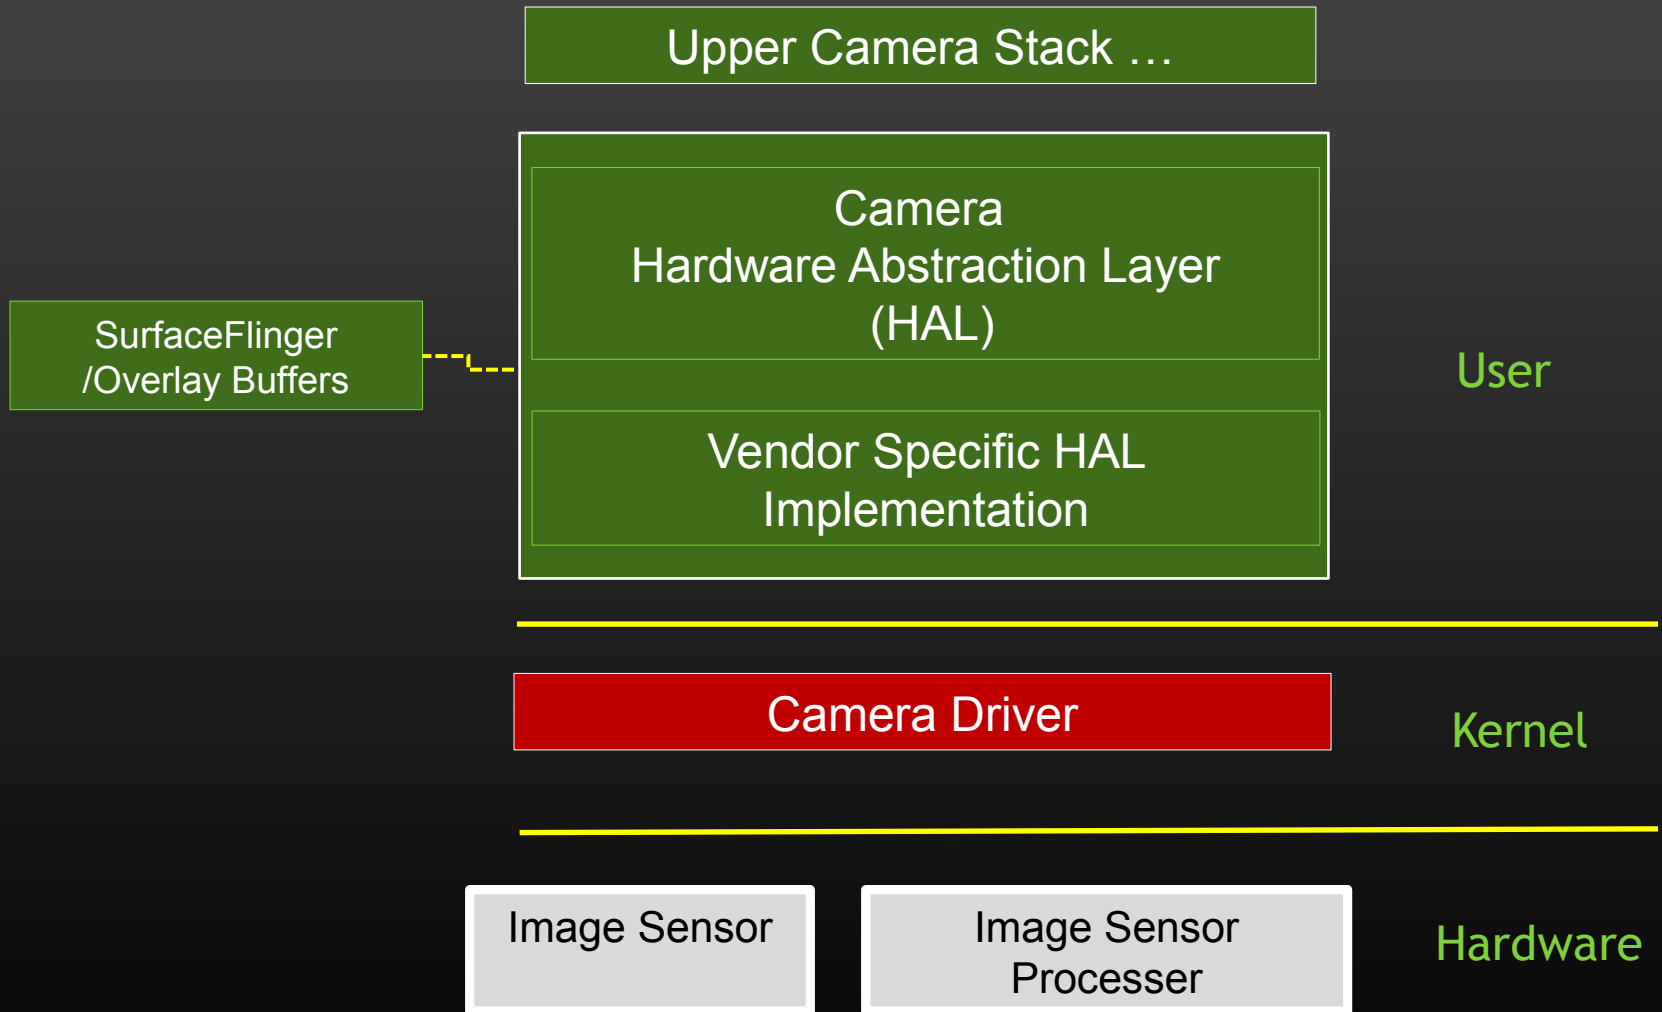 Upper Camera Stack …
Camera
Hardware Abstraction Layer
(HAL)
SurfaceFlinger
/Overlay Buffers
User
Vendor Specific HAL
Implementation
Camera Driver
Kernel
Image Sensor
Image Sensor
Processer
Hardware